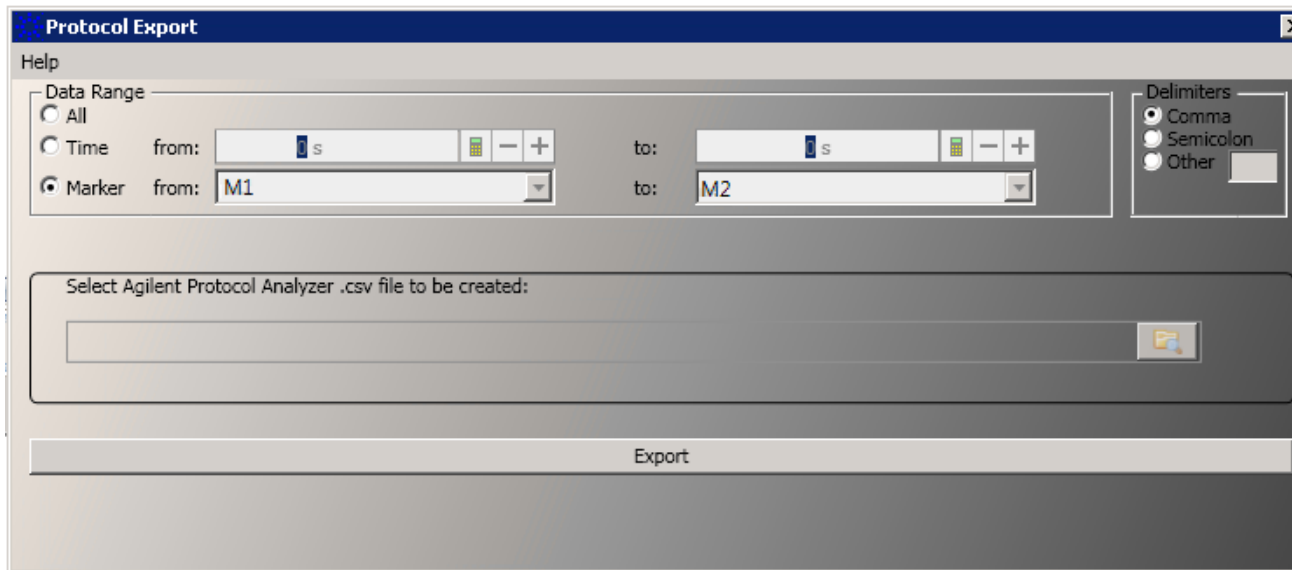 Protocol Export
Help
Data Range
All
Time from: 0 s to: 0 s
Marker from: M1 to: M2
Delimiters
Comma
Semicolon
Other
Select Agilent Protocol Analyzer .csv file to be created:
Export